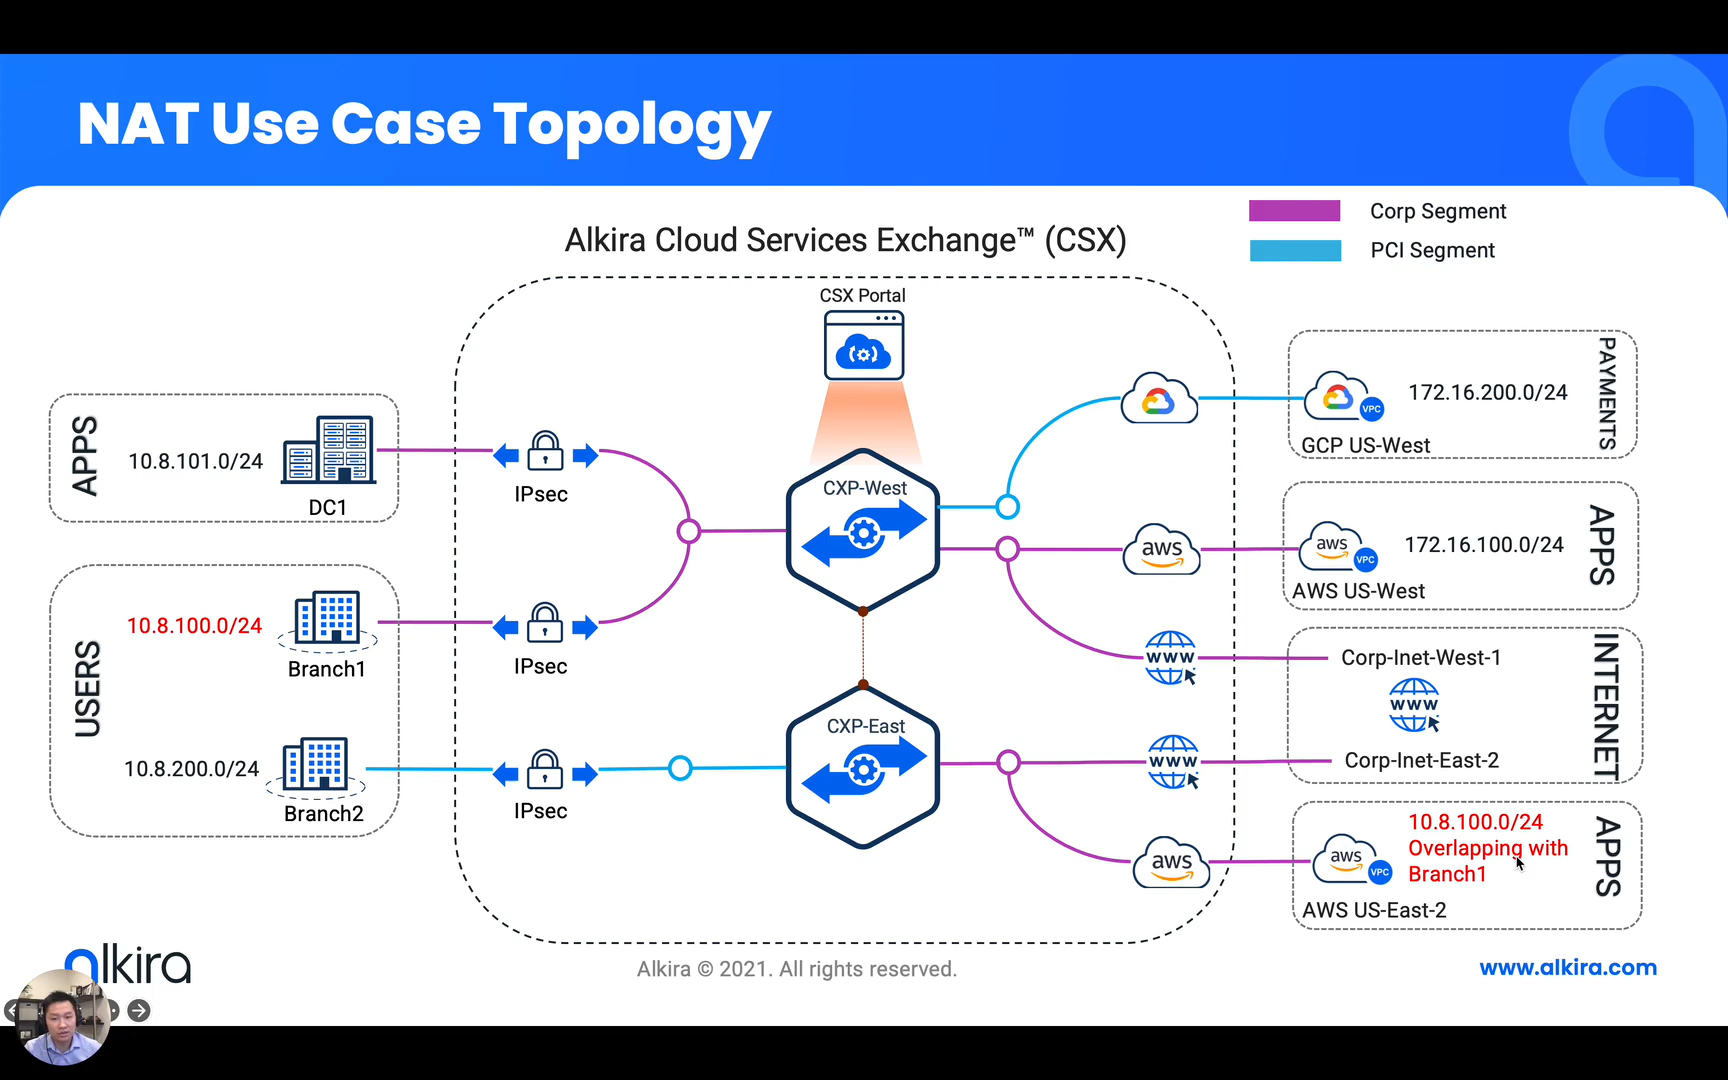 NAT Use Case Topology
Corp Segment
PCI Segment
Alkira Cloud Services Exchange™ (CSX)
CSX Portal
APPS
10.8.101.0/24
DC1
IPsec
USERS
10.8.100.0/24
Branch1
IPsec
10.8.200.0/24
Branch2
IPsec
CXP-West
CXP-East
aws
www
www
aws
PAYMENTS
172.16.200.0/24
VPC
GCP US-West
APPS
aws
VPC
172.16.100.0/24
AWS US-West
INTERNET
Corp-Inet-West-1
www
Corp-Inet-East-2
APPS
10.8.100.0/24
Overlapping with
Branch1
aws
VPC
AWS US-East-2
alkira
Alkira © 2021. All rights reserved.
www.alkira.com